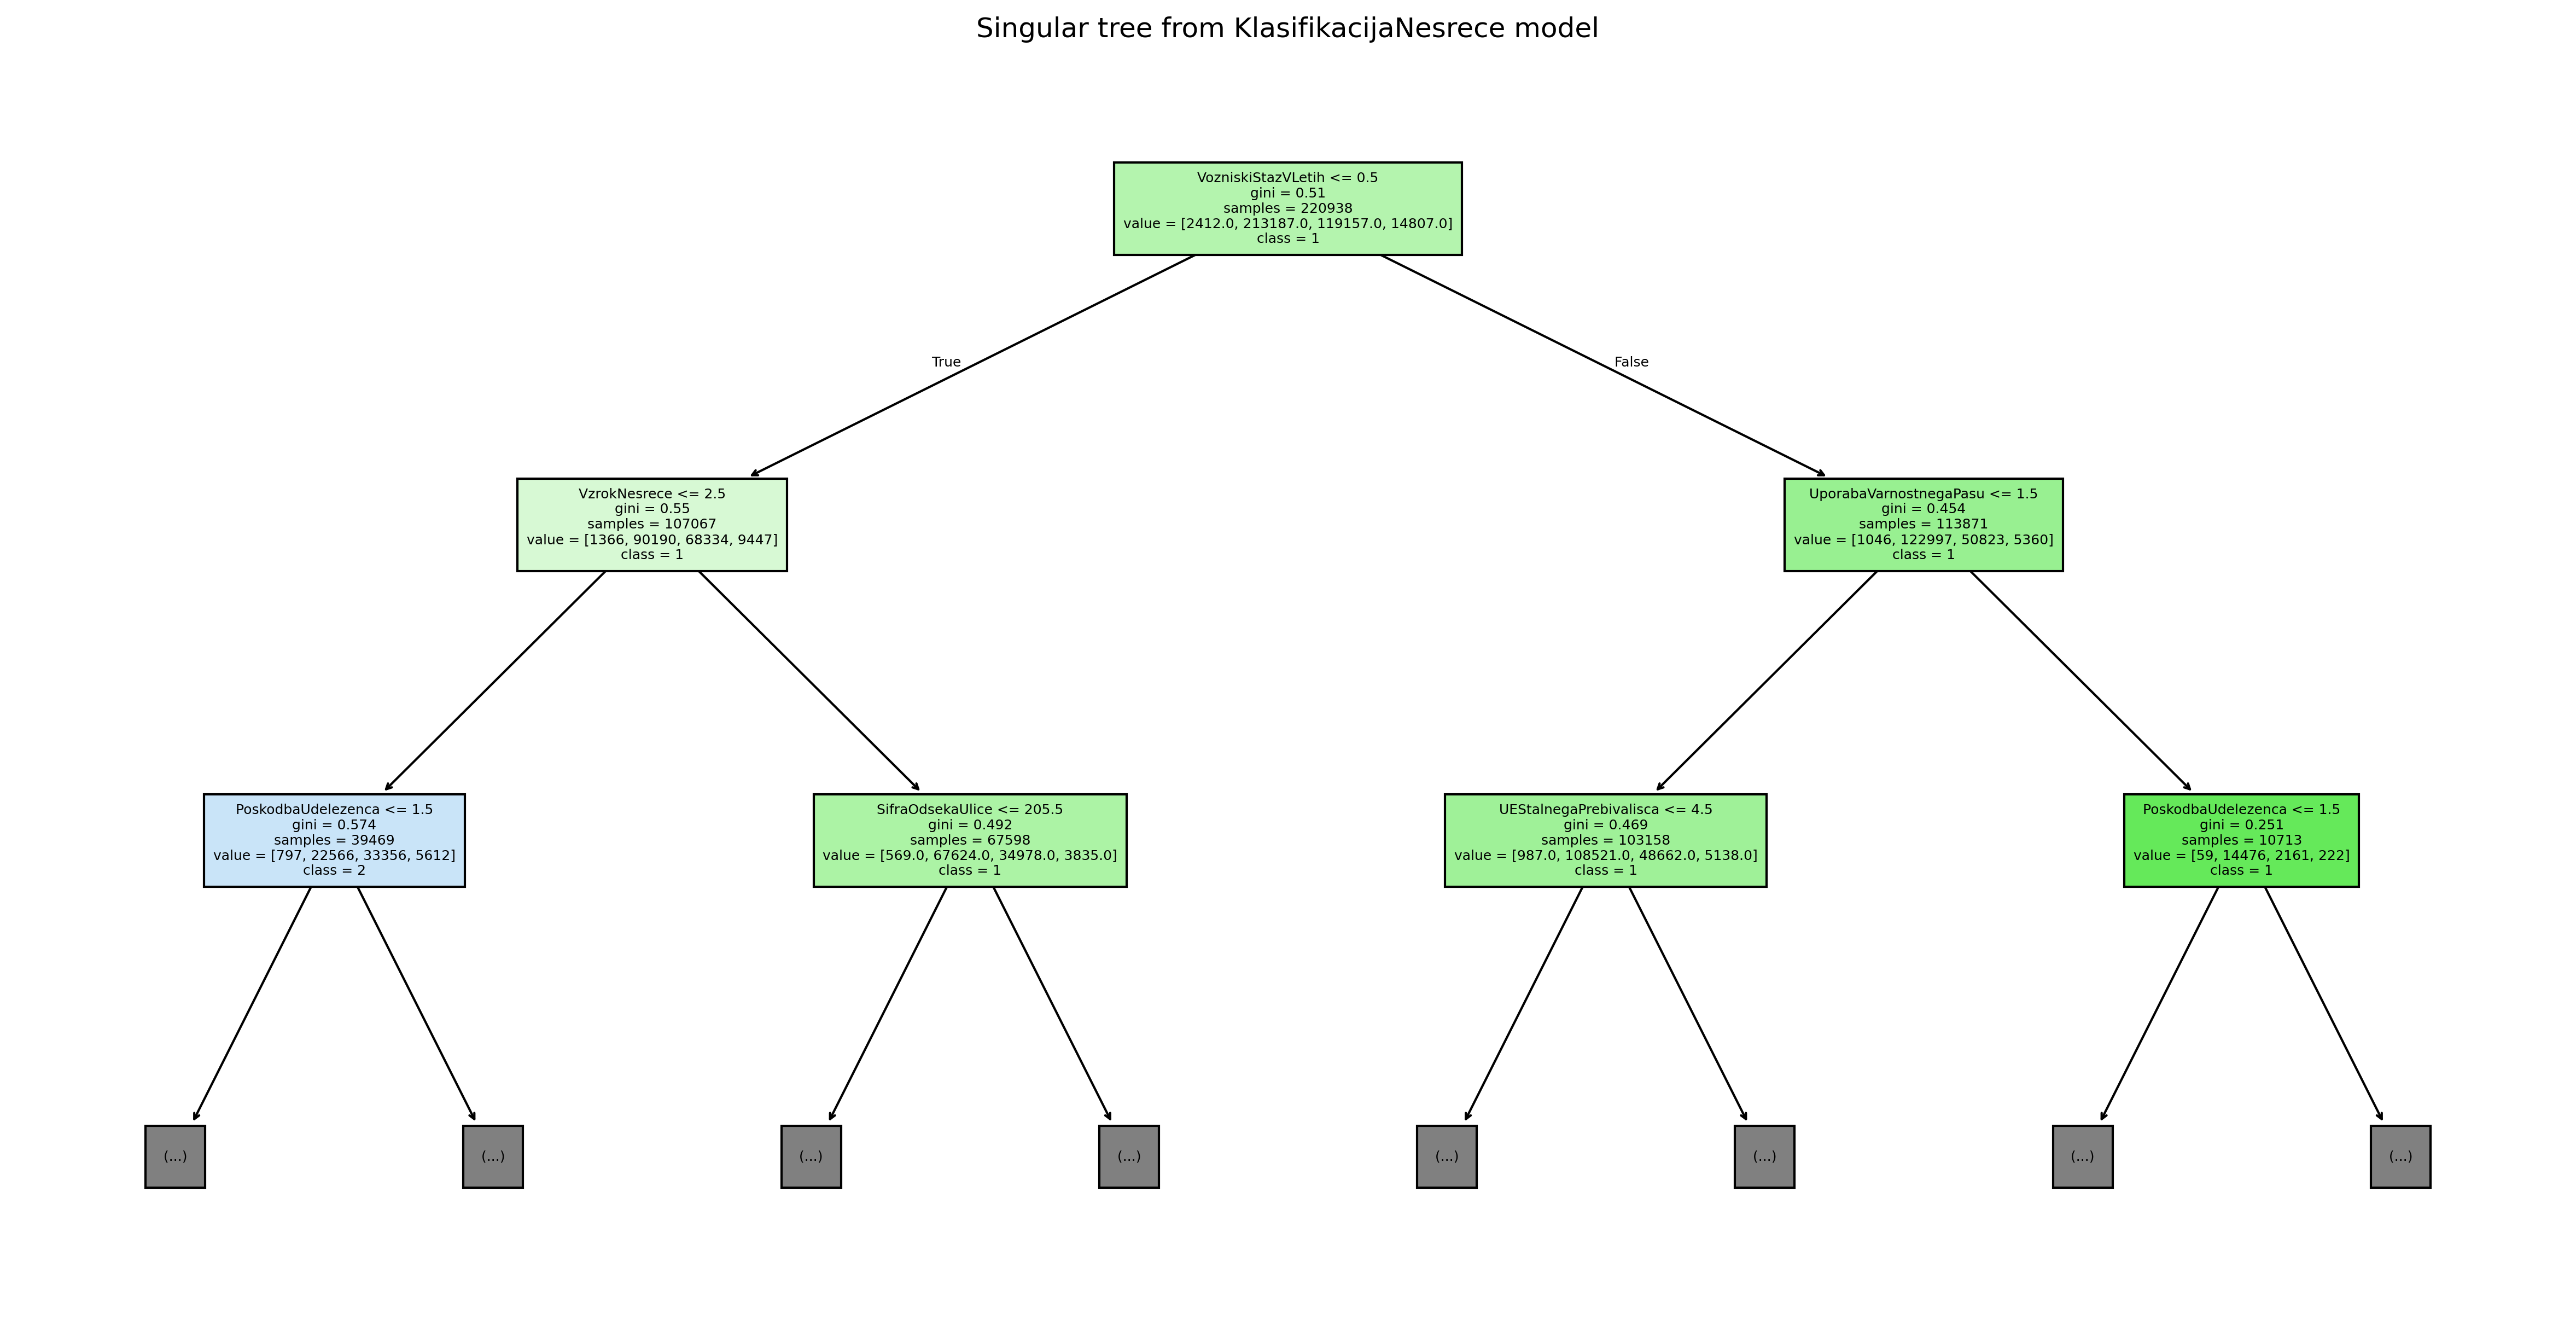 Singular tree from KlasifikacijaNesrece model
VozniskiStazVLetih <= 0.5
gini = 0.51
samples = 220938
value = [2412.0, 213187.0, 119157.0, 14807.0]
class = 1
True
False
VzrokNesrece <= 2.5
gini = 0.55
samples = 107067
value = [1366, 90190, 68334, 9447]
class = 1
UporabaVarnostnegaPasu <= 1.5
gini = 0.454
samples = 113871
value = [1046, 122997, 50823, 5360]
class = 1
PoskodbaUdelezenca <= 1.5
gini = 0.574
samples = 39469
value = [797, 22566, 33356, 5612]
class = 2
SifraOdsekaUlice <= 205.5
gini = 0.492
samples = 67598
value = [569.0, 67624.0, 34978.0, 3835.0]
class = 1
UEStalnegaPrebivalisca <= 4.5
gini = 0.469
samples = 103158
value = [987.0, 108521.0, 48662.0, 5138.0]
class = 1
PoskodbaUdelezenca <= 1.5
gini = 0.251
samples = 10713
value = [59, 14476, 2161, 222]
class = 1
(...)
(...)
(...)
(...)
(...)
(...)
(...)
(...)